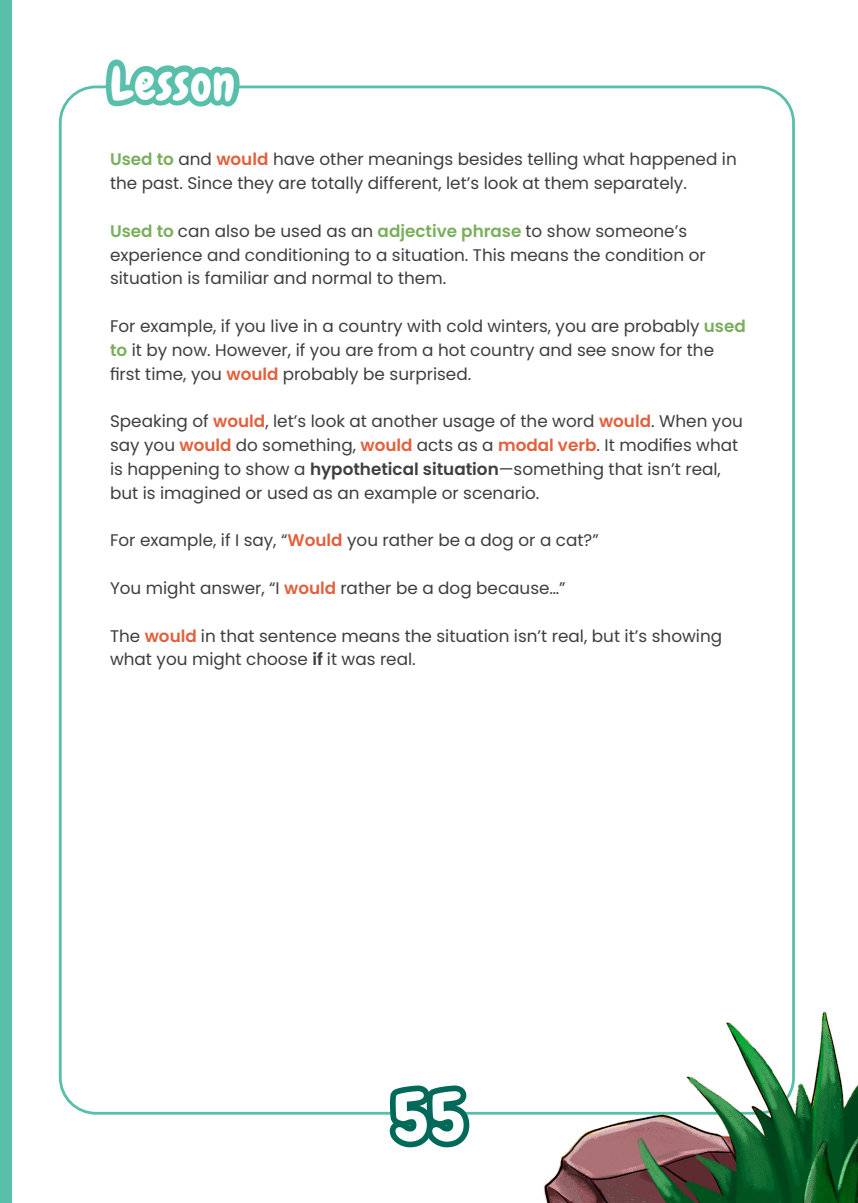 Lesson
Used to and would have other meanings besides telling what happened in
the past. Since they are totally different, let’s look at them separately.
Used to can also be used as an adjective phrase to show someone’s
experience and conditioning to a situation. This means the condition or
situation is familiar and normal to them.
For example, if you live in a country with cold winters, you are probably used
to it by now. However, if you are from a hot country and see snow for the
first time, you would probably be surprised.
Speaking of would, let’s look at another usage of the word would. When you
say you would do something, would acts as a modal verb. It modifies what
is happening to show a hypothetical situation—something that isn’t real,
but is imagined or used as an example or scenario.
For example, if I say, “Would you rather be a dog or a cat?”
You might answer, “I would rather be a dog because…”
The would in that sentence means the situation isn’t real, but it’s showing
what you might choose if it was real.
55